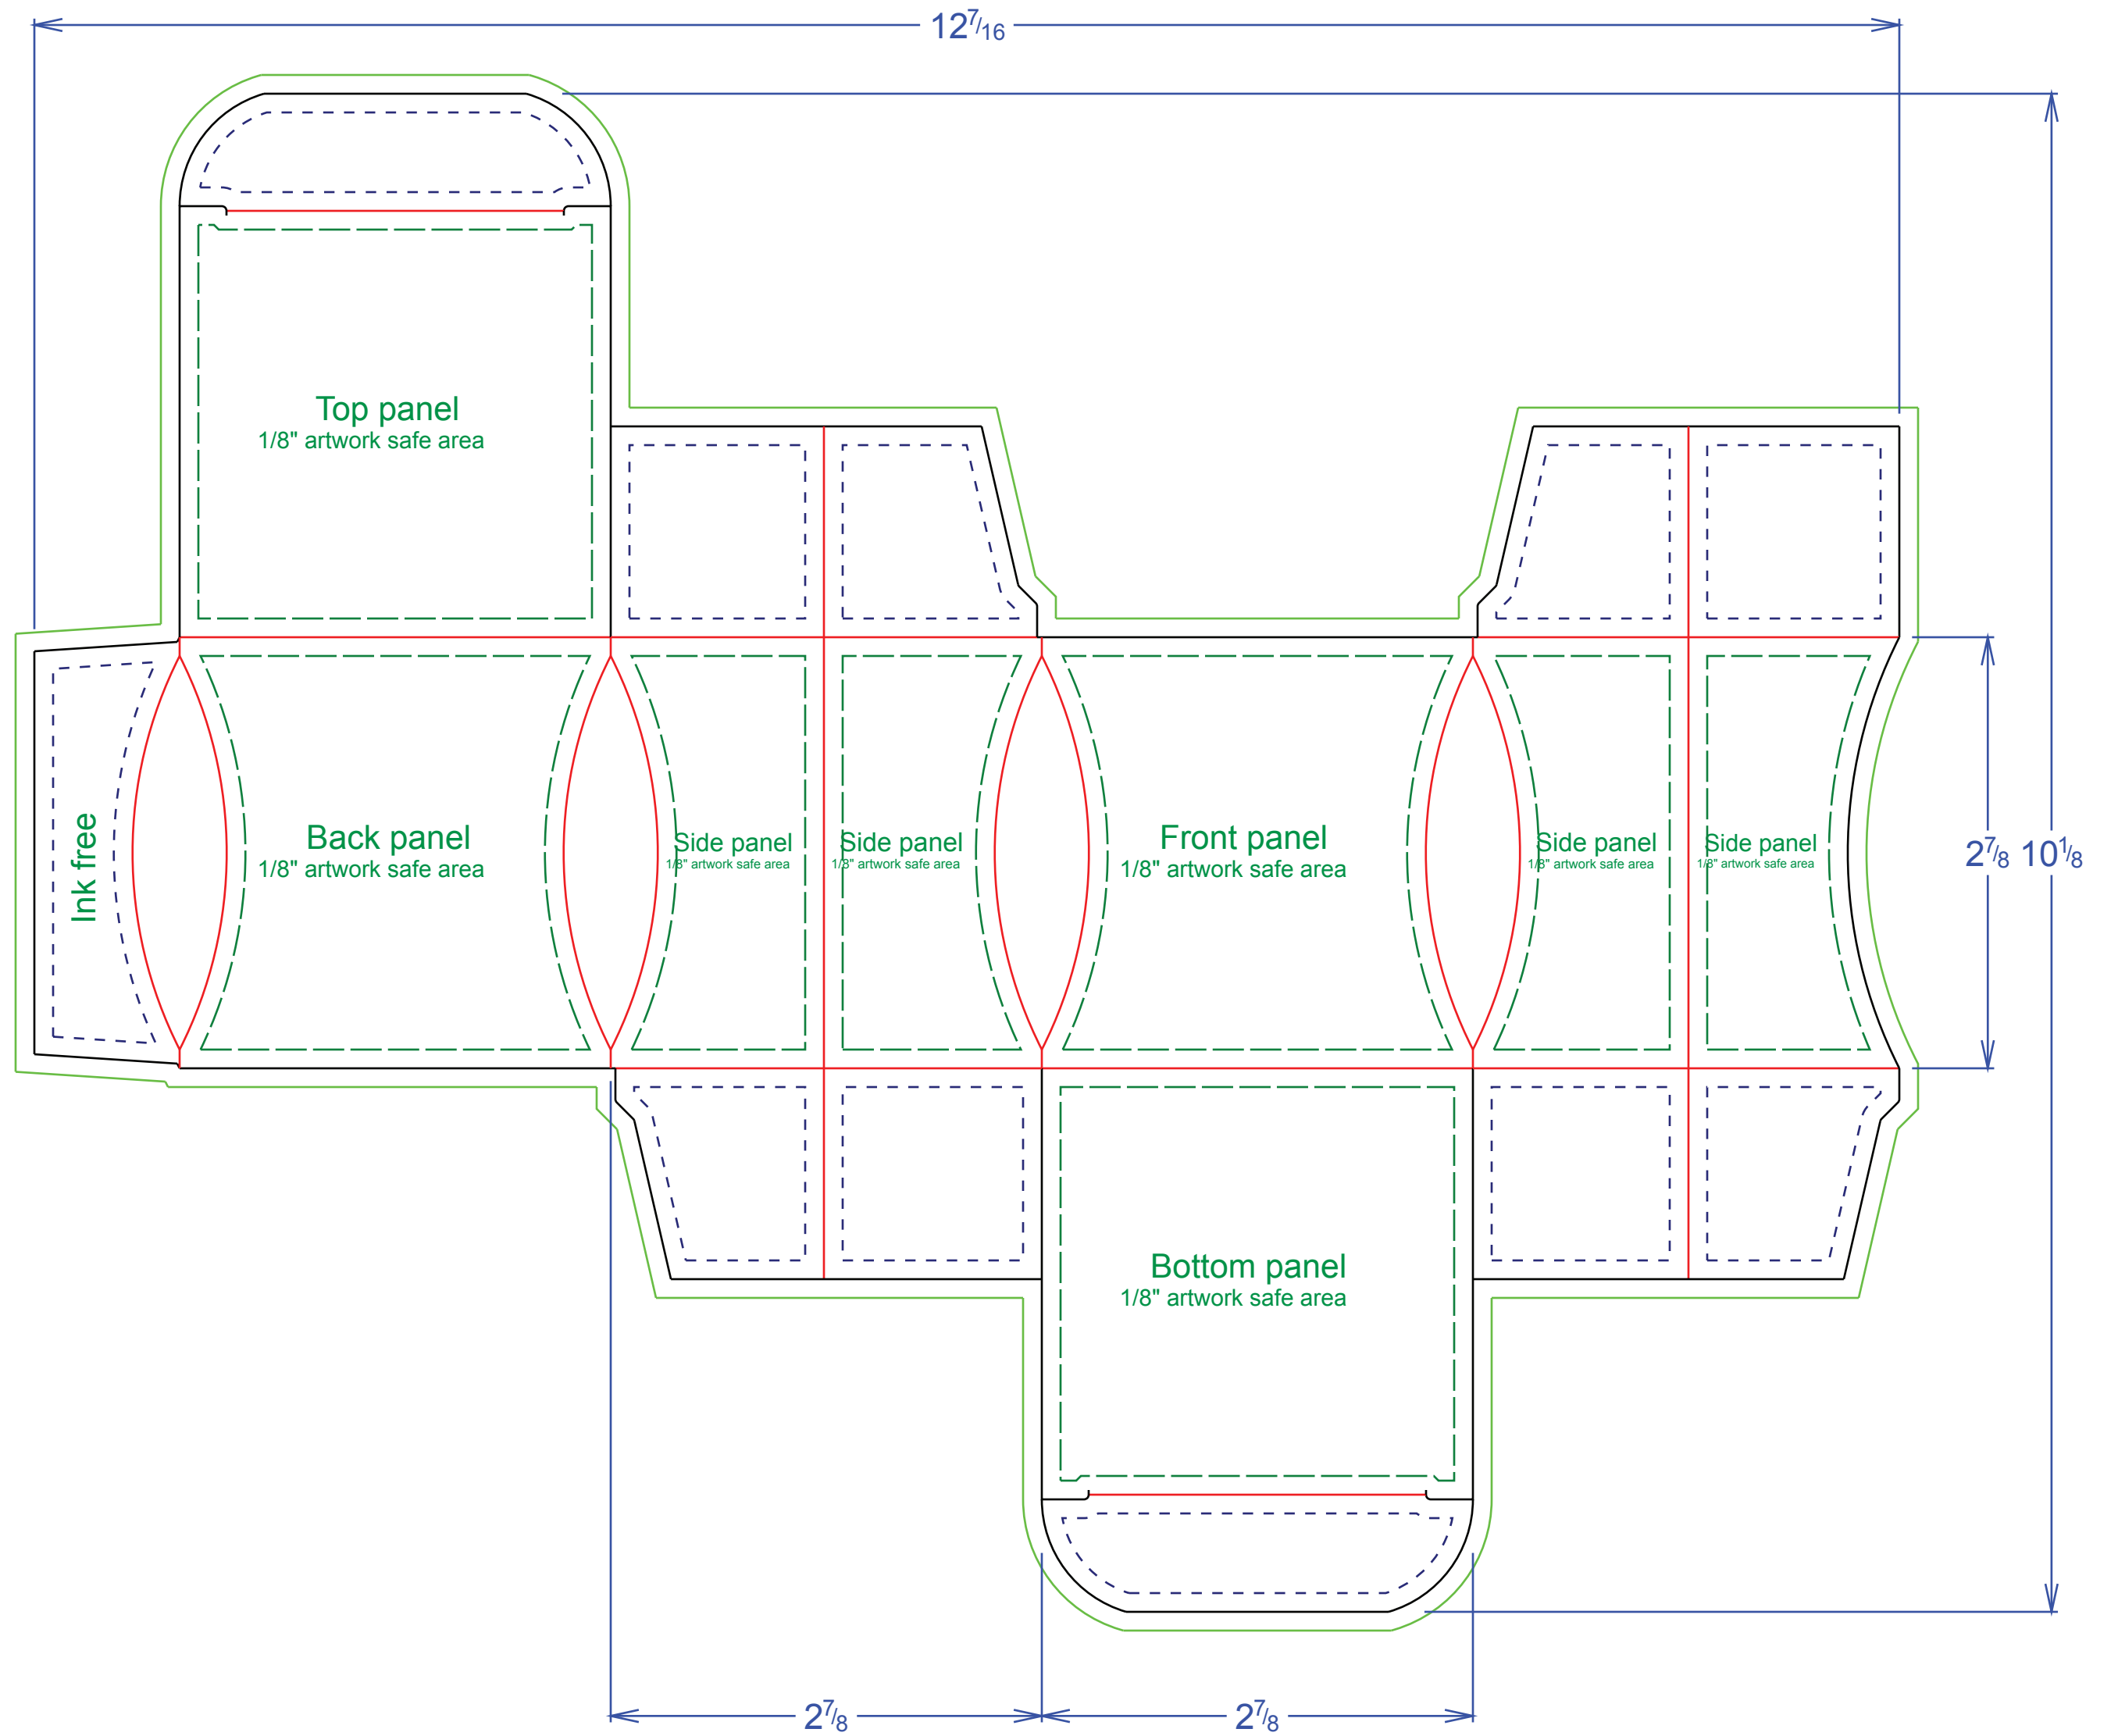 12 7/16
Top panel
1/8" artwork safe area
Ink free
Back panel
1/8" artwork safe area
Side panel
1/8" artwork safe area
Side panel
1/8" artwork safe area
Front panel
1/8" artwork safe area
Side panel
1/8" artwork safe area
Side panel
1/8" artwork safe area
2 7/8
10 1/8
Bottom panel
1/8" artwork safe area
2 7/8
2 7/8